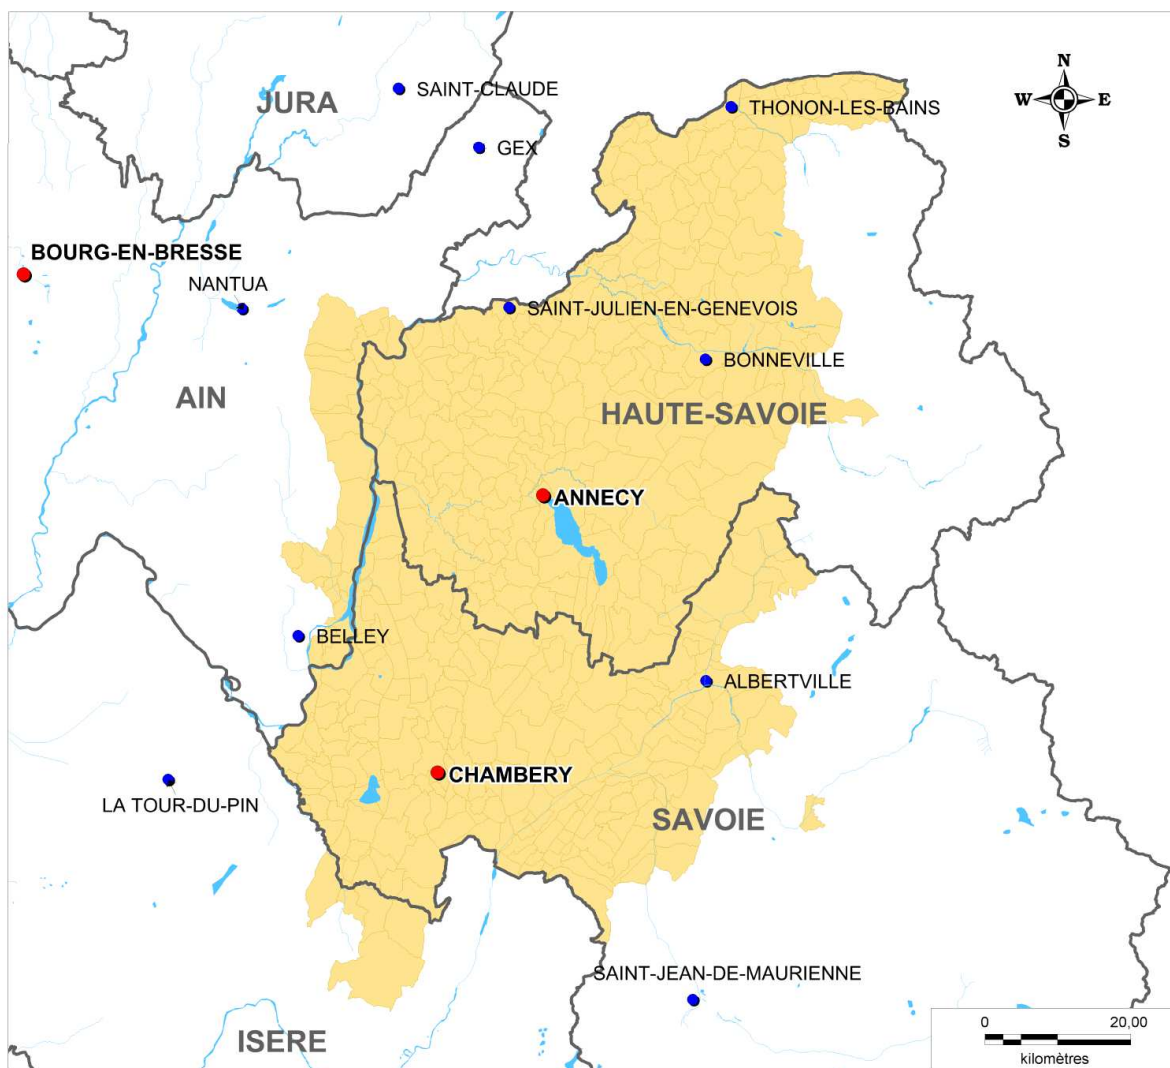 N
W E
S
SAINT-CLAUDE
JURA
THONON-LES-BAINS
GEX
BOURG-EN-BRESSE
NANTUA
SAINT-JULIEN-EN-GENEVOIS
BONNEVILLE
AIN
HAUTE-SAVOIE
ANNECY
BELLEY
ALBERTVILLE
CHAMBERY
LA TOUR-DU-PIN
SAVOIE
SAINT-JEAN-DE-MAURIENNE
ISERE
0 20,00
kilomètres